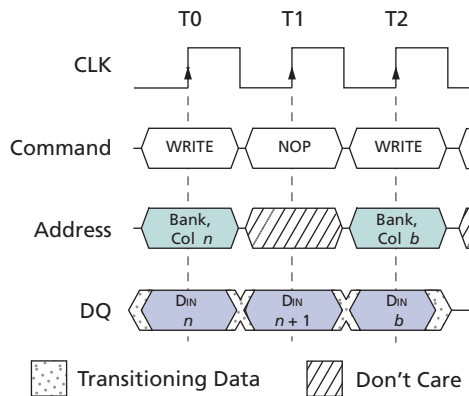 T0 T1 T2
CLK
Command WRITE NOP WRITE
Address Bank, Col n Bank, Col b
DQ DIN n DIN n + 1 DIN b
Transitioning Data Don't Care